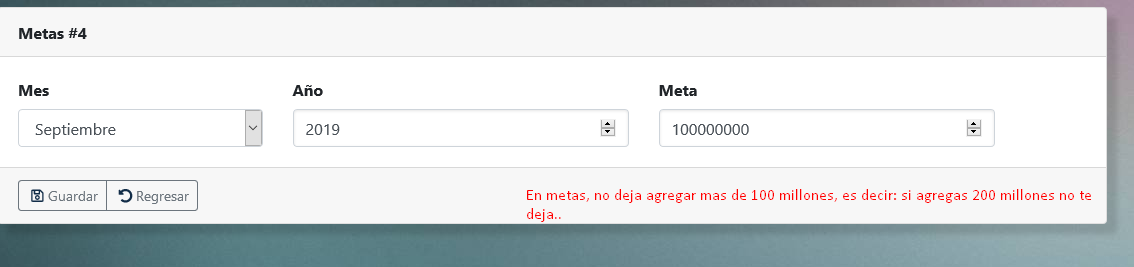 Metas #4
Mes
Año
Meta
Septiembre
2019
100000000
Guardar
Regresar
En metas, no deja agregar mas de 100 millones, es decir: si agregas 200 millones no te
deja..